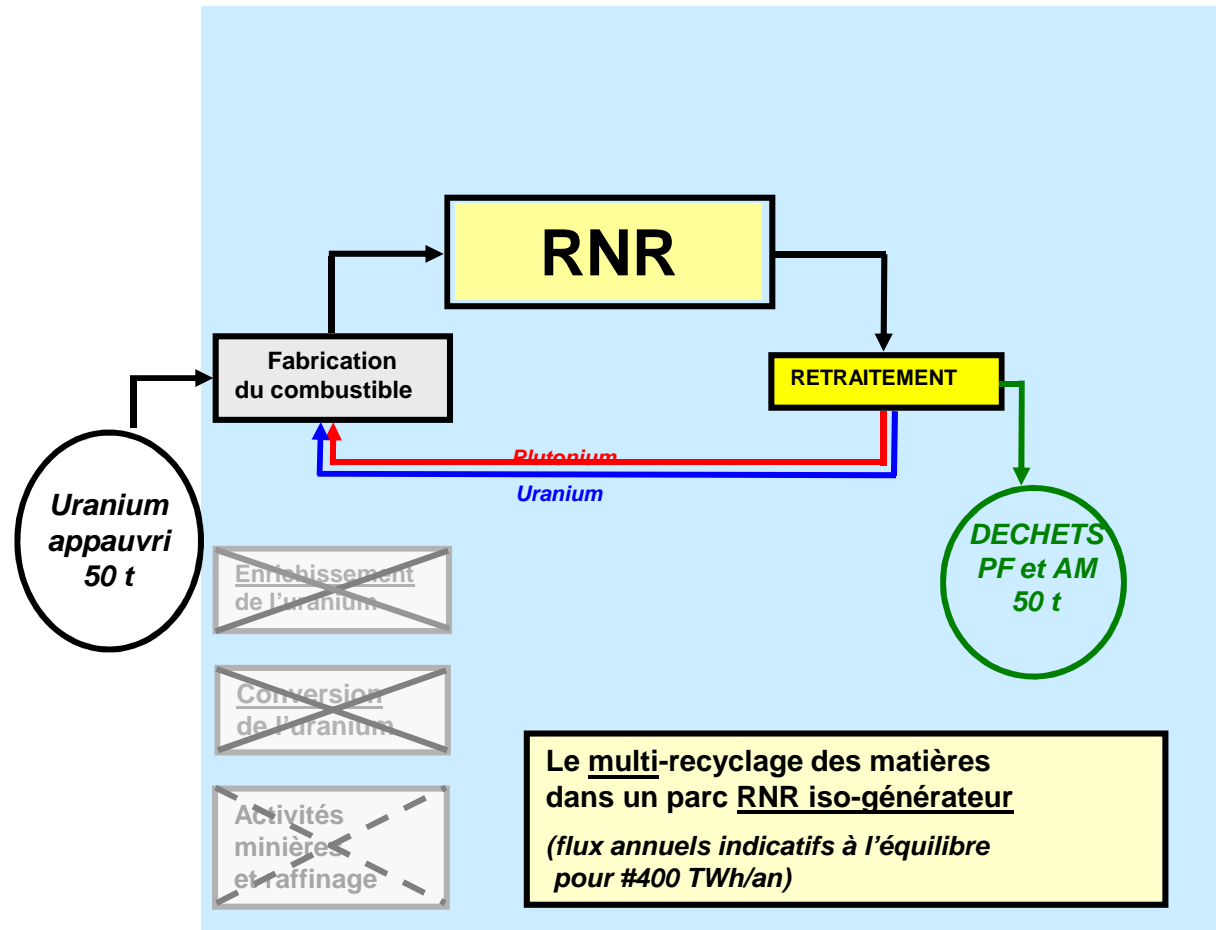 RNR
Fabrication
du combustible
RETRAITEMENT
Plutonium
Uranium
Uranium
appauvri
50 t
DECHETS
PF et AM
50 t
Enrichissement
de l'uranium
Conversion
de l'uranium
Activités
minières
et raffinage
Le multi-recyclage des matières
dans un parc RNR iso-générateur
(flux annuels indicatifs à l'équilibre
pour #400 TWh/an)